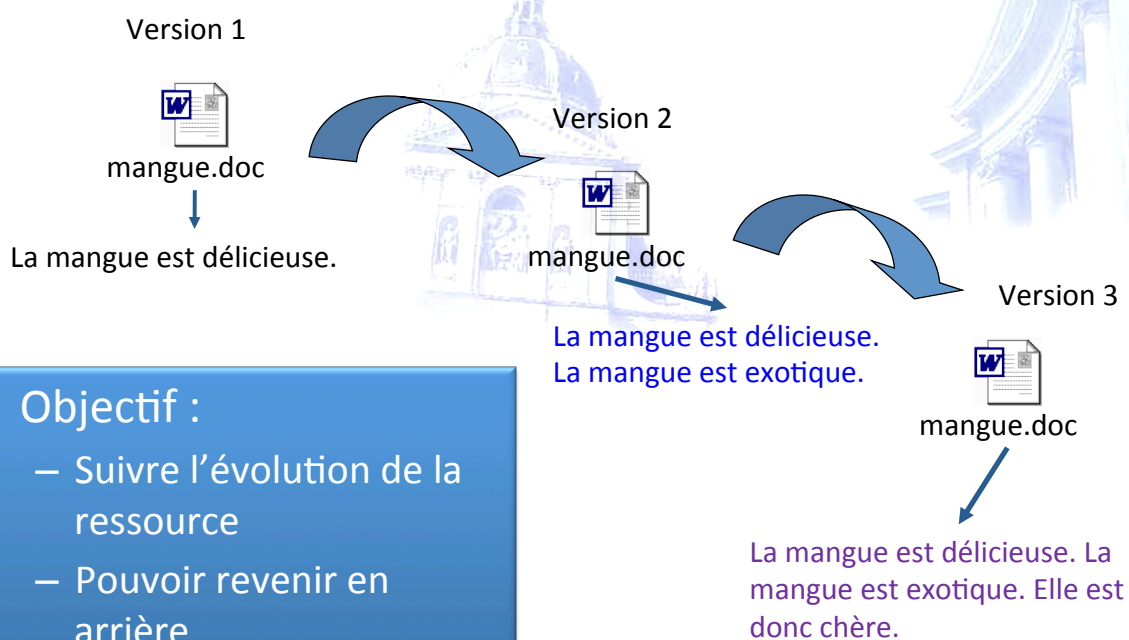 Version 1
mangue.doc
La mangue est délicieuse.
Version 2
mangue.doc
La mangue est délicieuse.
La mangue est exotique.
Version 3
mangue.doc
La mangue est délicieuse. La
mangue est exotique. Elle est
donc chère.
Objectif :
– Suivre l’évolution de la
ressource
– Pouvoir revenir en
arrière